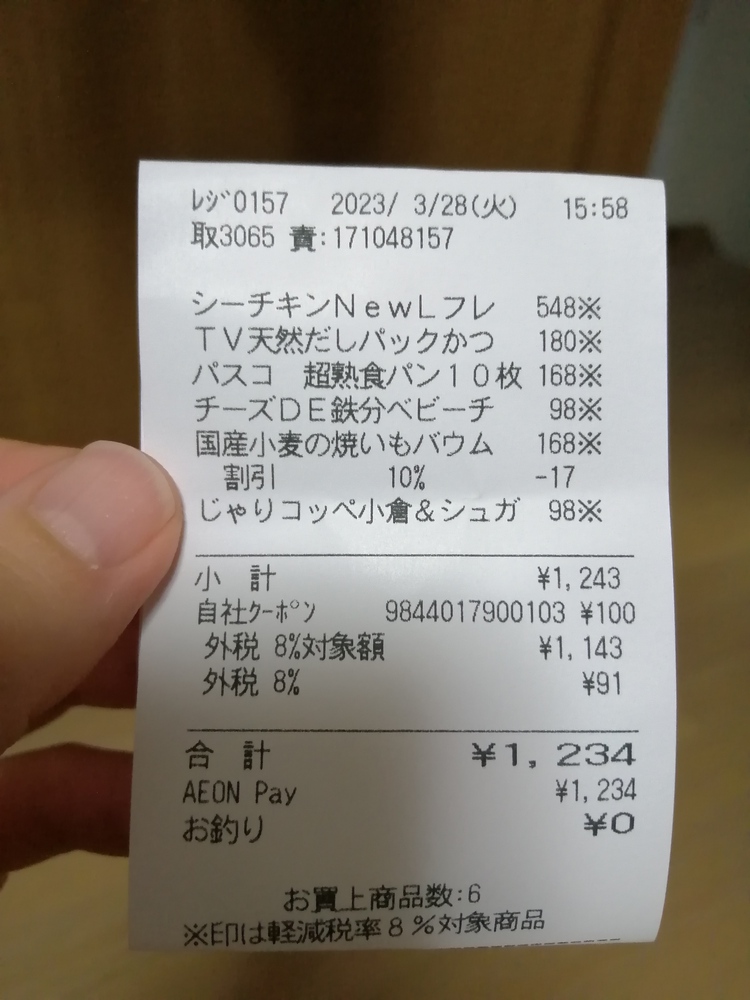 ﾚｼﾞ0157 2023/ 3/28(火) 15:58
取3065 責:171048157
シーチキンＮｅｗＬフレ 548※
ＴＶ天然だしパックかつ 180※
パスコ 超熟食パン１０枚 168※
チーズＤＥ鉄分ベビーチ 98※
国産小麦の焼いもバウム 168※
割引 10% -17
じゃりコッペ小倉＆シュガ 98※
小 計 ¥1,243
自社ｸｰﾎﾟﾝ 9844017900103 ¥100
外税 8%対象額 ¥1,143
外税 8% ¥91
合 計 ¥1,234
AEON Pay ¥1,234
お釣り ¥0
お買上商品数:6
※印は軽減税率８％対象商品